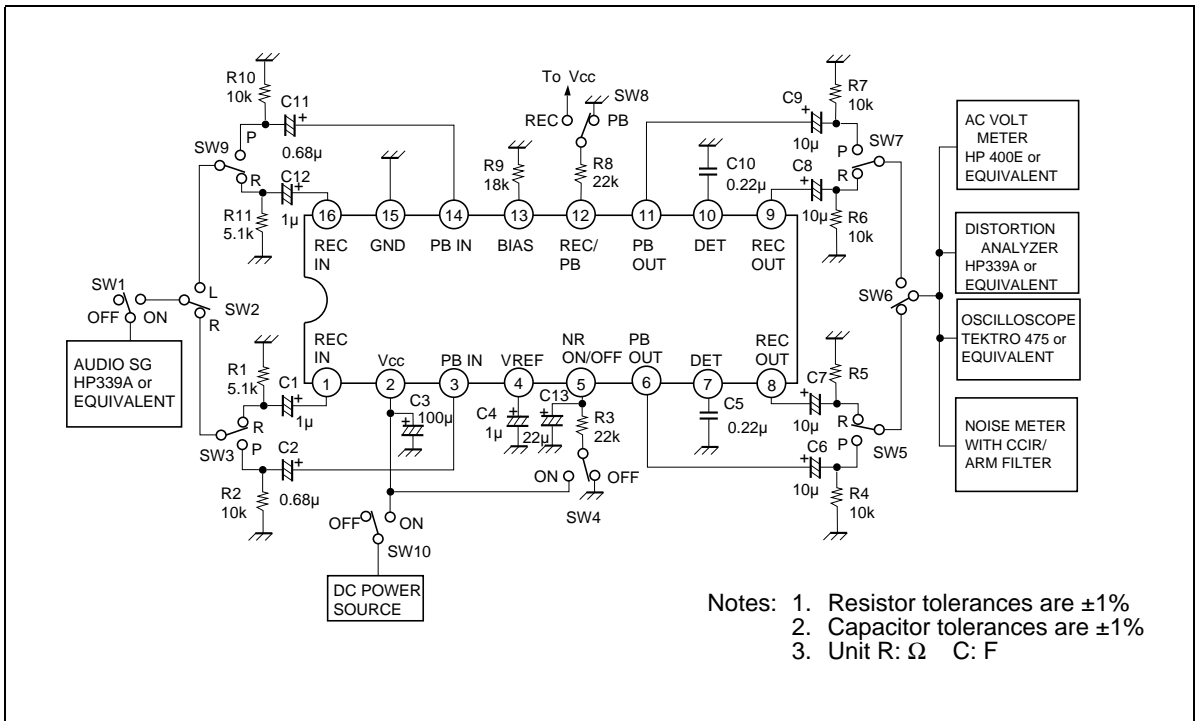 R10
10k
C11
+
0.68µ
To Vcc
REC
PB
SW8
C9
+
10µ
R7
10k
SW9
P
R
C12
+
1µ
R11
5.1k
R9
18k
R8
22k
C10
0.22µ
C8
+
10µ
P
R
SW7
R6
10k
AC VOLT
METER
HP 400E or
EQUIVALENT
16
15
14
13
12
11
10
9
REC
IN
GND
PB IN
BIAS
REC/
PB
PB
OUT
DET
REC
OUT
DISTORTION
ANALYZER
HP339A or
EQUIVALENT
SW1
OFF
ON
L
R
SW2
SW6
AUDIO SG
HP339A or
EQUIVALENT
OSCILLOSCOPE
TEKTRO 475 or
EQUIVALENT
REC
IN
Vcc
PB IN
VREF
NR
ON/OFF
PB
OUT
DET
REC
OUT
1
2
3
4
5
6
7
8
R1
5.1k
C1
+
1µ
SW3
R
P
C2
+
0.68µ
R2
10k
C3
+
100µ
C4
+
1µ
C13
+
22µ
R3
22k
C5
0.22µ
C7
+
10µ
R5
R
P
SW5
C6
+
10µ
R4
10k
NOISE METER
WITH CCIR/
ARM FILTER
ON
OFF
SW4
OFF
ON
SW10
DC POWER
SOURCE
Notes: 1. Resistor tolerances are ±1%
2. Capacitor tolerances are ±1%
3. Unit R: Ω C: F